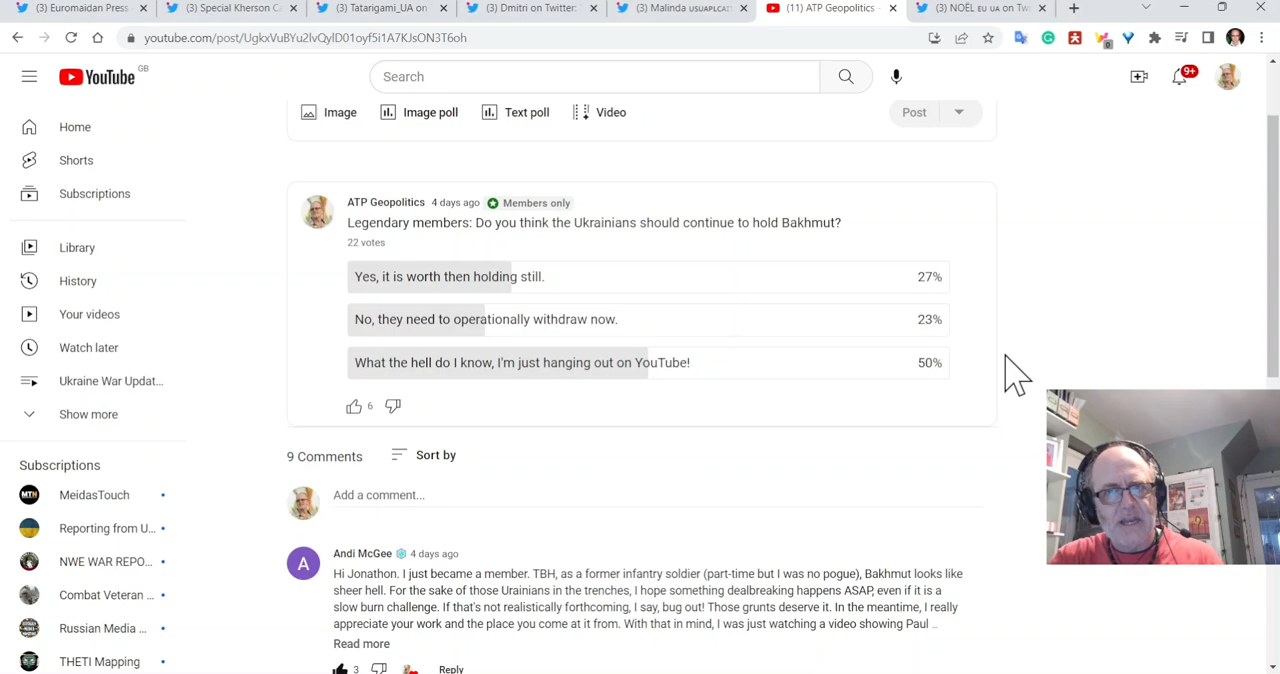 (3) Euromaidan Press
(3) Special Kherson Ca
(3) Tatarigami_UA on
(3) Dmitri on Twitter:
(3) Malinda
(11) ATP Geopolitics -
(3) NOËL EU UA on Tw
youtube.com/post/UgkxVuBYu2lvQylD01oyf5i1A7KJsON3T6oh
YouTube GB
Search
9+
Image
Image poll
Text poll
Video
Post
Home
Shorts
Subscriptions
Library
History
Your videos
Watch later
Ukraine War Updat...
Show more
Subscriptions
MeidasTouch
Reporting from U...
NWE WAR REPO...
Combat Veteran ...
Russian Media ...
THETI Mapping
ATP Geopolitics 4 days ago Members only
Legendary members: Do you think the Ukrainians should continue to hold Bakhmut?
22 votes
Yes, it is worth then holding still. 27%
No, they need to operationally withdraw now. 23%
What the hell do I know, I'm just hanging out on YouTube! 50%
6
9 Comments Sort by
Add a comment...
A
Andi McGee 4 days ago
Hi Jonathon. I just became a member. TBH, as a former infantry soldier (part-time but I was no pogue), Bakhmut looks like
sheer hell. For the sake of those Urainians in the trenches, I hope something dealbreaking happens ASAP, even if it is a
slow burn challenge. If that's not realistically forthcoming, I say, bug out! Those grunts deserve it. In the meantime, I really
appreciate your work and the place you come at it from. With that in mind, I was just watching a video showing Paul ...
Read more
3 Reply